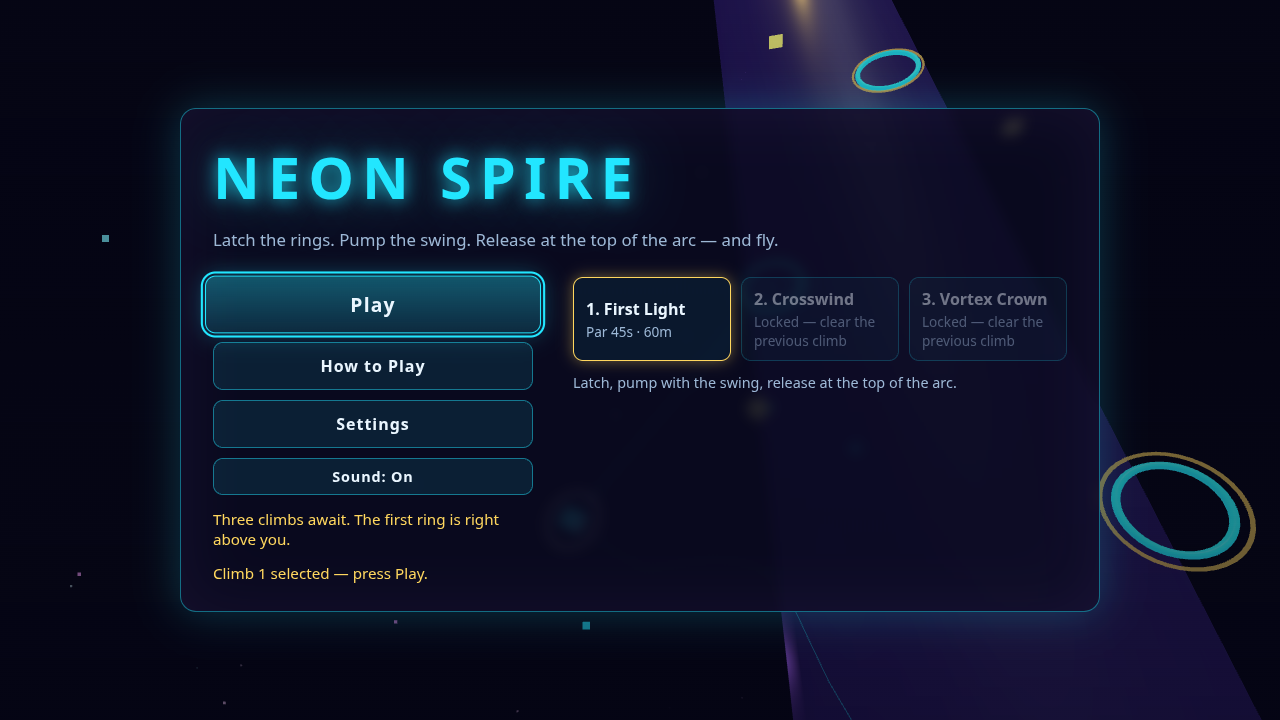 NEON SPIRE
Latch the rings. Pump the swing. Release at the top of the arc — and fly.
Play
How to Play
Settings
Sound: On
Three climbs await. The first ring is right
above you.
Climb 1 selected — press Play.
1. First Light
Par 45s · 60m
2. Crosswind
Locked — clear the
previous climb
3. Vortex Crown
Locked — clear the
previous climb
Latch, pump with the swing, release at the top of the arc.